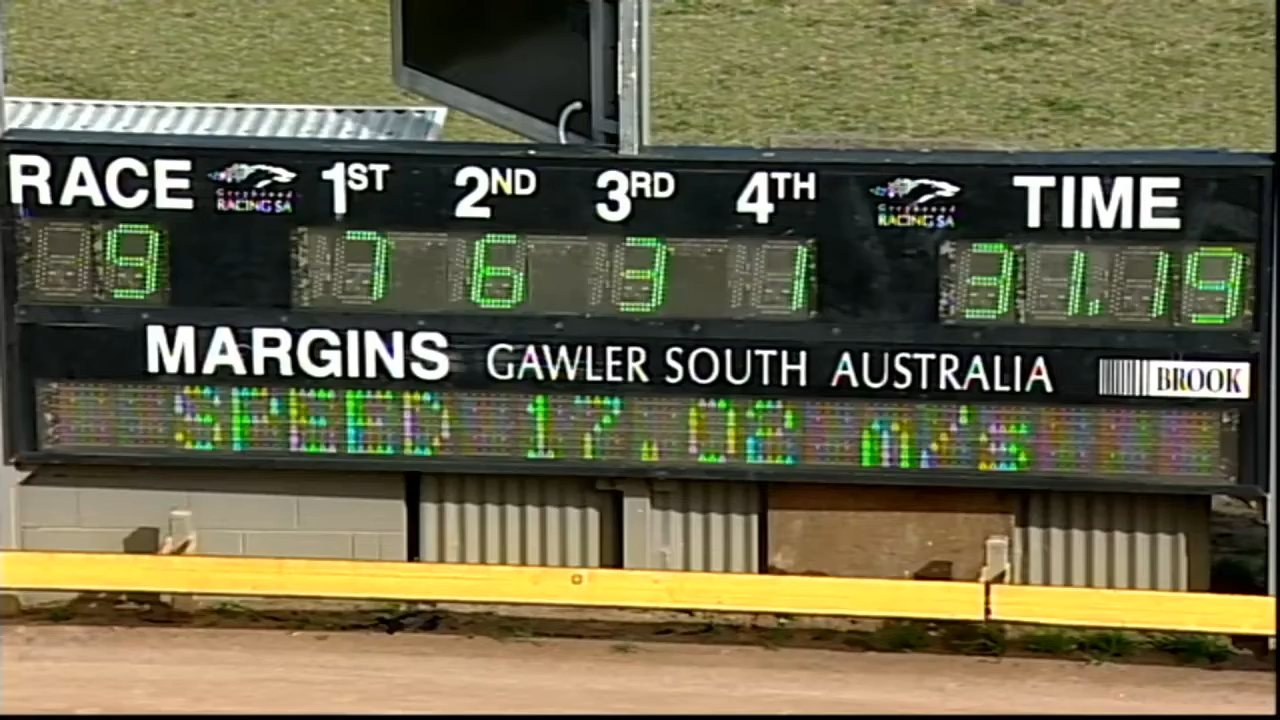 RACE Greyhound RACING SA 1ST 2ND 3RD 4TH Greyhound RACING SA TIME
9 7 6 3 1 31.19
MARGINS GAWLER SOUTH AUSTRALIA BROOK
SPEED 17.02 m/s